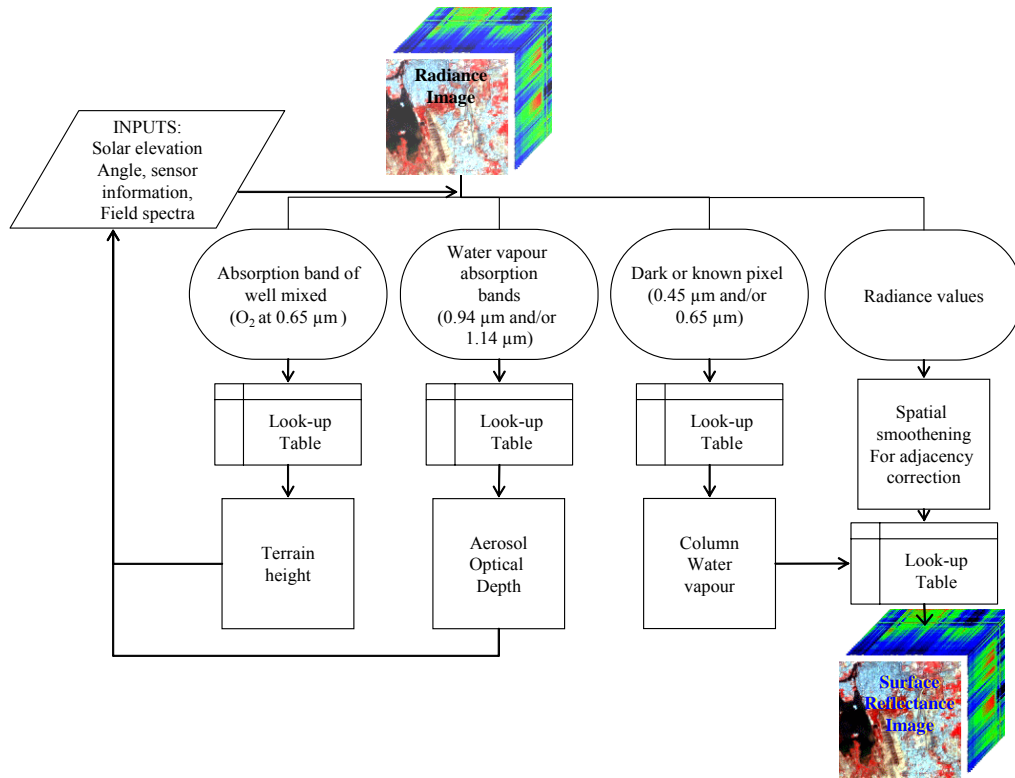 Radiance
Image
INPUTS:
Solar elevation
Angle, sensor
information,
Field spectra
Absorption band of
well mixed
(O₂ at 0.65 µm )
Water vapour
absorption
bands
(0.94 µm and/or
1.14 µm)
Dark or known pixel
(0.45 µm and/or
0.65 µm)
Radiance values
Look-up
Table
Look-up
Table
Look-up
Table
Spatial
smoothening
For adjacency
correction
Terrain
height
Aerosol
Optical
Depth
Column
Water
vapour
Look-up
Table
Surface
Reflectance
Image